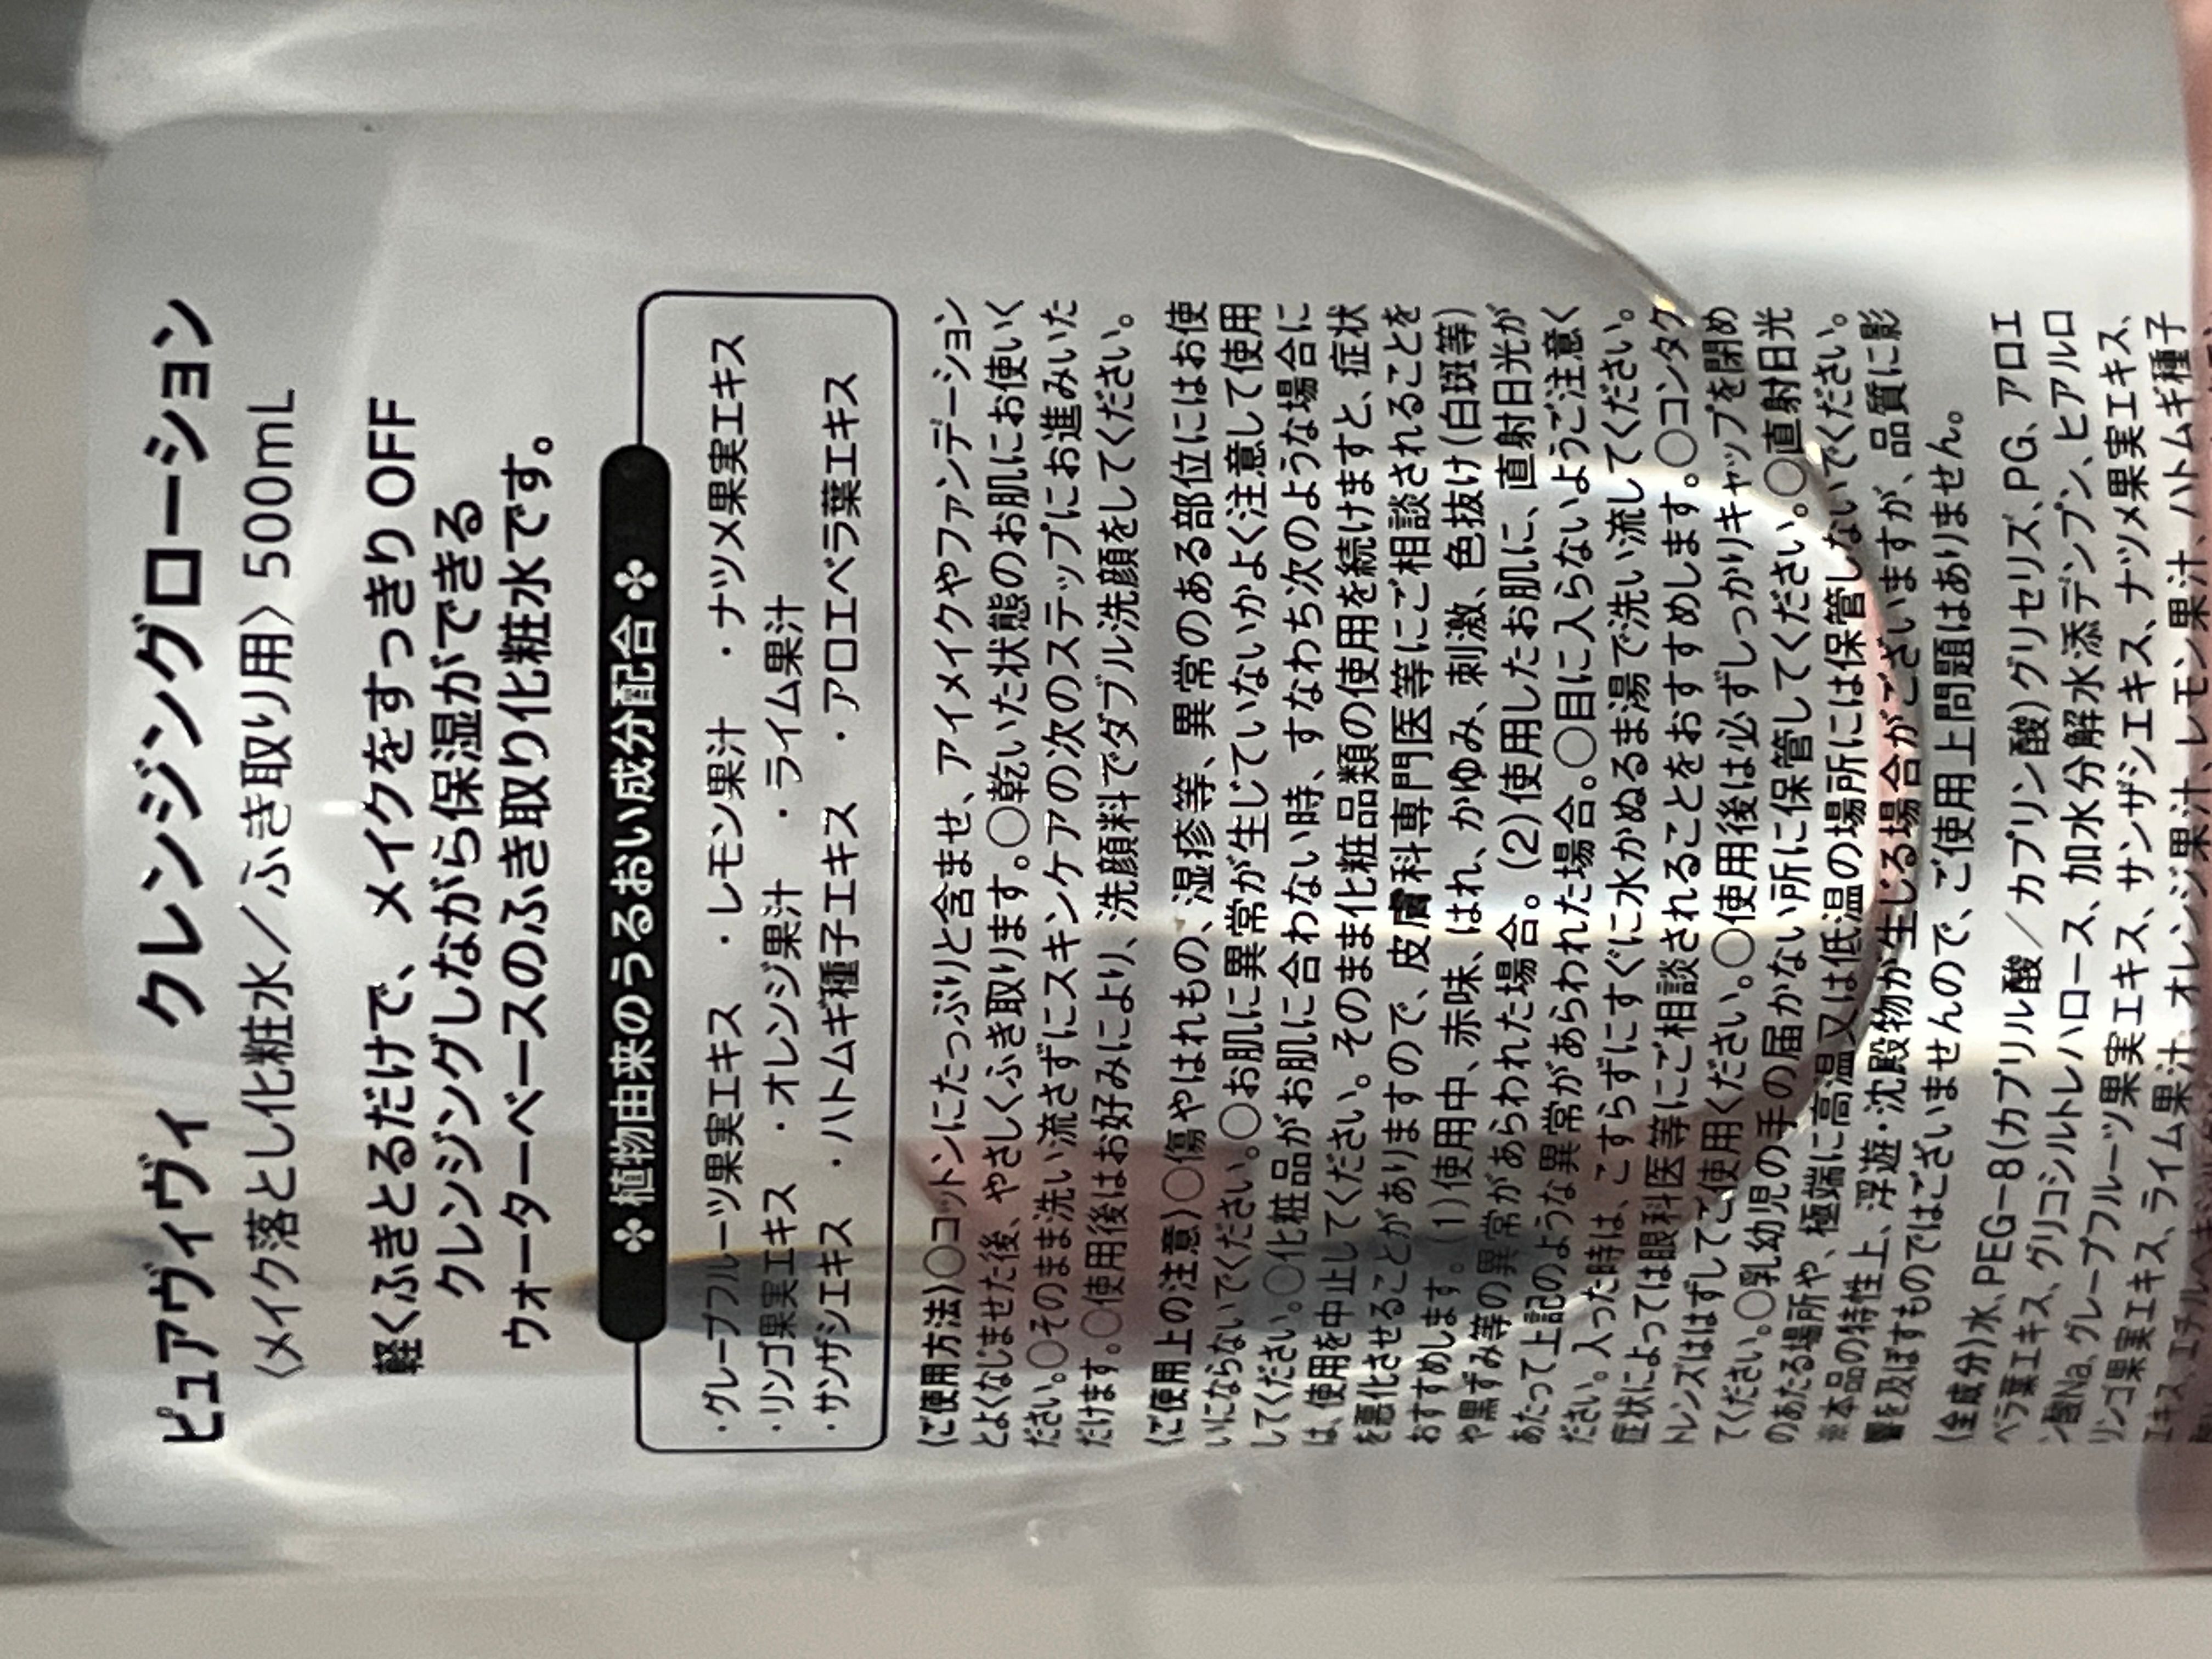 ピュアヴィヴィ クレンジングローション
〈メイク落とし化粧水／ふき取り用〉500mL
軽くふきとるだけで、メイクをすっきりOFF
クレンジングしながら保湿ができる
ウォーターベースのふき取り化粧水です。
植物由来のうるおい成分配合
・グレープフルーツ果実エキス ・レモン果汁 ・ナツメ果実エキス
・リンゴ果実エキス ・オレンジ果汁 ・ライム果汁
・サンザシエキス ・ハトムギ種子エキス ・アロエベラ葉エキス
〈ご使用方法〉○コットンにたっぷりと含ませ、アイメイクやファンデーション
とよくなじませた後、やさしくふき取ります。○乾いた状態のお肌にお使いく
ださい。○そのまま洗い流さずにスキンケアの次のステップにお進みいた
だけます。○使用後はお好みにより、洗顔料でダブル洗顔をしてください。
〈ご使用上の注意〉○傷やはれもの、湿疹等、異常のある部位にはお使
いにならないでください。○お肌に異常が生じていないかよく注意して使用
してください。○化粧品がお肌に合わない時、すなわち次のような場合に
は、使用を中止してください。そのまま化粧品類の使用を続けますと、症状
を悪化させることがありますので、皮膚科専門医等にご相談されることを
おすすめします。(1)使用中、赤味、はれ、かゆみ、刺激、色抜け(白斑等)
や黒ずみ等の異常があらわれた場合。(2)使用したお肌に、直射日光が
あたって上記のような異常があらわれた場合。○目に入らないようご注意く
ださい。入った時は、こすらずにすぐに水かぬるま湯で洗い流してください。
症状によっては眼科医等にご相談されることをおすすめします。○コンタク
トレンズははずしてご使用ください。○使用後は必ずしっかりキャップを閉め
てください。○乳幼児の手の届かない所に保管してください。○直射日光
のあたる場所や、極端に高温又は低温の場所には保管しないでください。
※本品の特性上、浮遊・沈殿物が生じる場合がございますが、品質に影
響を及ぼすものではございませんので、ご使用上問題はありません。
〈全成分〉水、PEG-8(カプリル酸／カプリン酸)グリセリズ、PG、アロエ
ベラ葉エキス、グリコシルトレハロース、加水分解水添デンプン、ヒアルロ
ン酸Na、グレープフルーツ果実エキス、サンザシエキス、ナツメ果実エキス、
リンゴ果実エキス、ライム果汁、オレンジ果汁、レモン果汁、ハトムギ種子